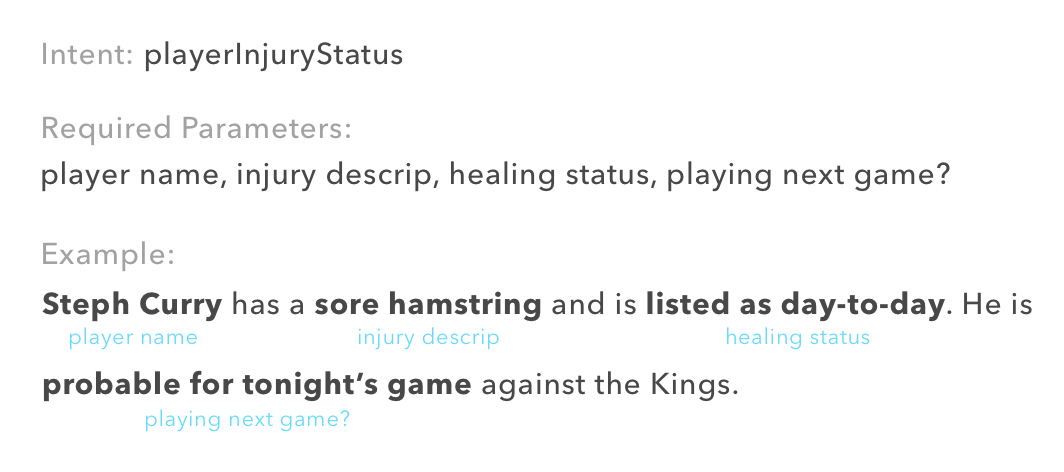 Intent: playerInjuryStatus
Required Parameters:
player name, injury descrip, healing status, playing next game?
Example:
Steph Curry has a sore hamstring and is listed as day-to-day. He is
player name injury descrip healing status
probable for tonight’s game against the Kings.
playing next game?